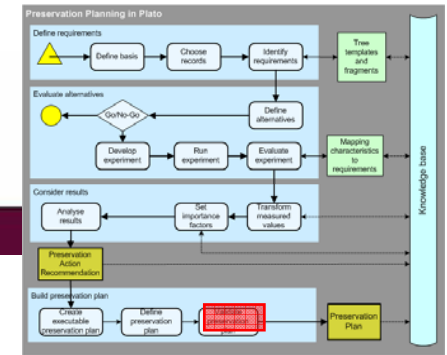 Preservation Planning in Plato
Define requirements
Define basis
Choose
records
Identify
requirements
Tree
templates
and
fragments
Evaluate alternatives
Go/No-Go
Define
alternatives
Develop
experiment
Run
experiment
Evaluate
experiment
Mapping
characteristics
to
requirements
Knowledge base
Consider results
Analyse
results
Set
importance
factors
Transform
measured
values
Preservation
Action
Recommendation
Build preservation plan
Create
executable
preservation plan
Define
preservation
plan
Validate
preservation
plan
Preservation
Plan